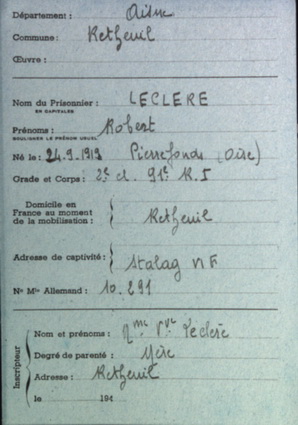 Département : Aisne
Commune : Retheuil
Œuvre :
Nom du Prisonnier : LECLERE
EN CAPITALES
Prénoms : Robert
SOULIGNER LE PRÉNOM USUEL
Né le : 24.9.1919 Pierrefonds (Oise)
Grade et Corps : 2e cl. 91e R.I
Domicile en
France au moment
de la mobilisation : Retheuil
Adresse de captivité : Stalag VI F
No Mle Allemand : 10.291
Inscripteur
Nom et prénoms : Mme Vve Leclère
Degré de parenté : Mère
Adresse : Retheuil
le 194